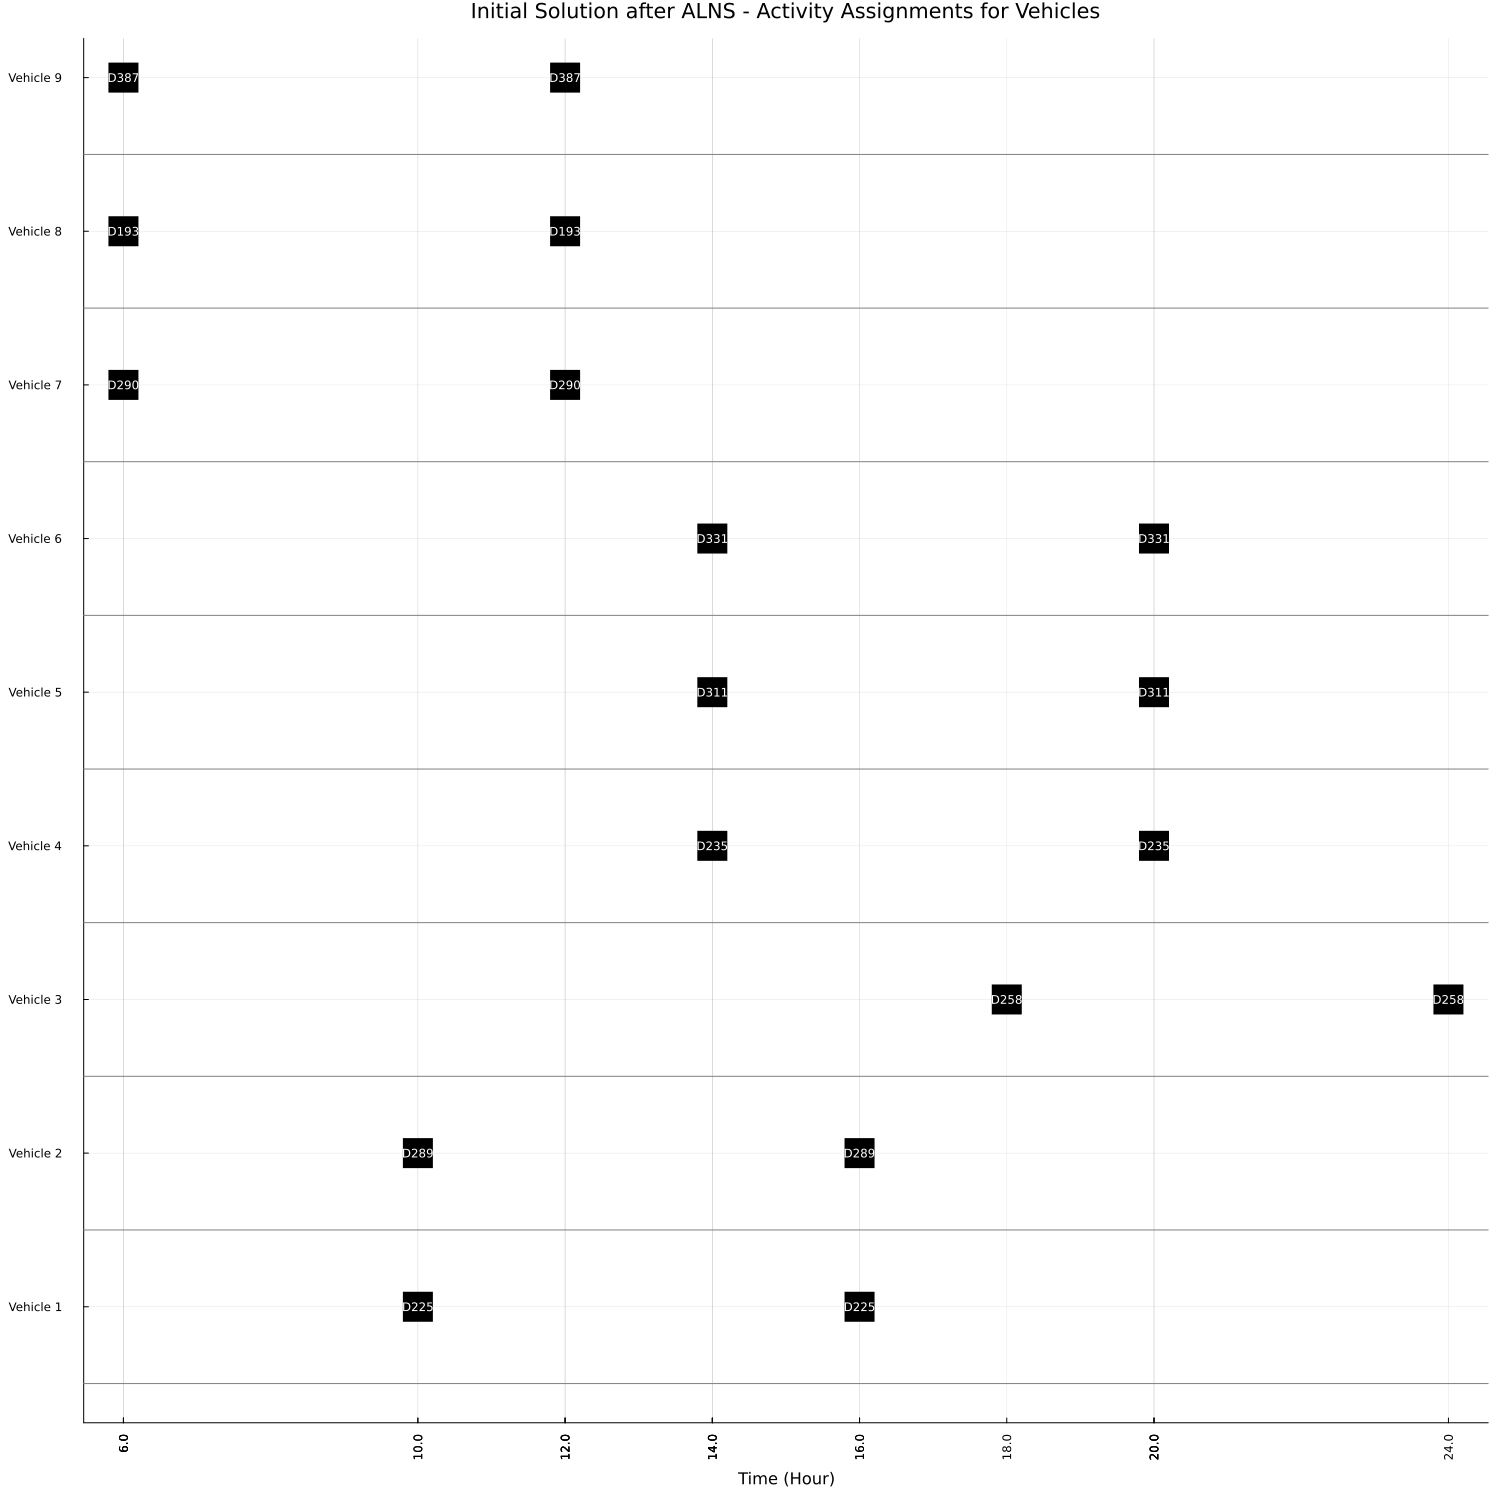 Initial Solution after ALNS - Activity Assignments for Vehicles
Vehicle 9 D387 D387
Vehicle 8 D193 D193
Vehicle 7 D290 D290
Vehicle 6 D331 D331
Vehicle 5 D311 D311
Vehicle 4 D235 D235
Vehicle 3 D258 D258
Vehicle 2 D289 D289
Vehicle 1 D225 D225
6.0 10.0 12.0 14.0 16.0 18.0 20.0 24.0
Time (Hour)